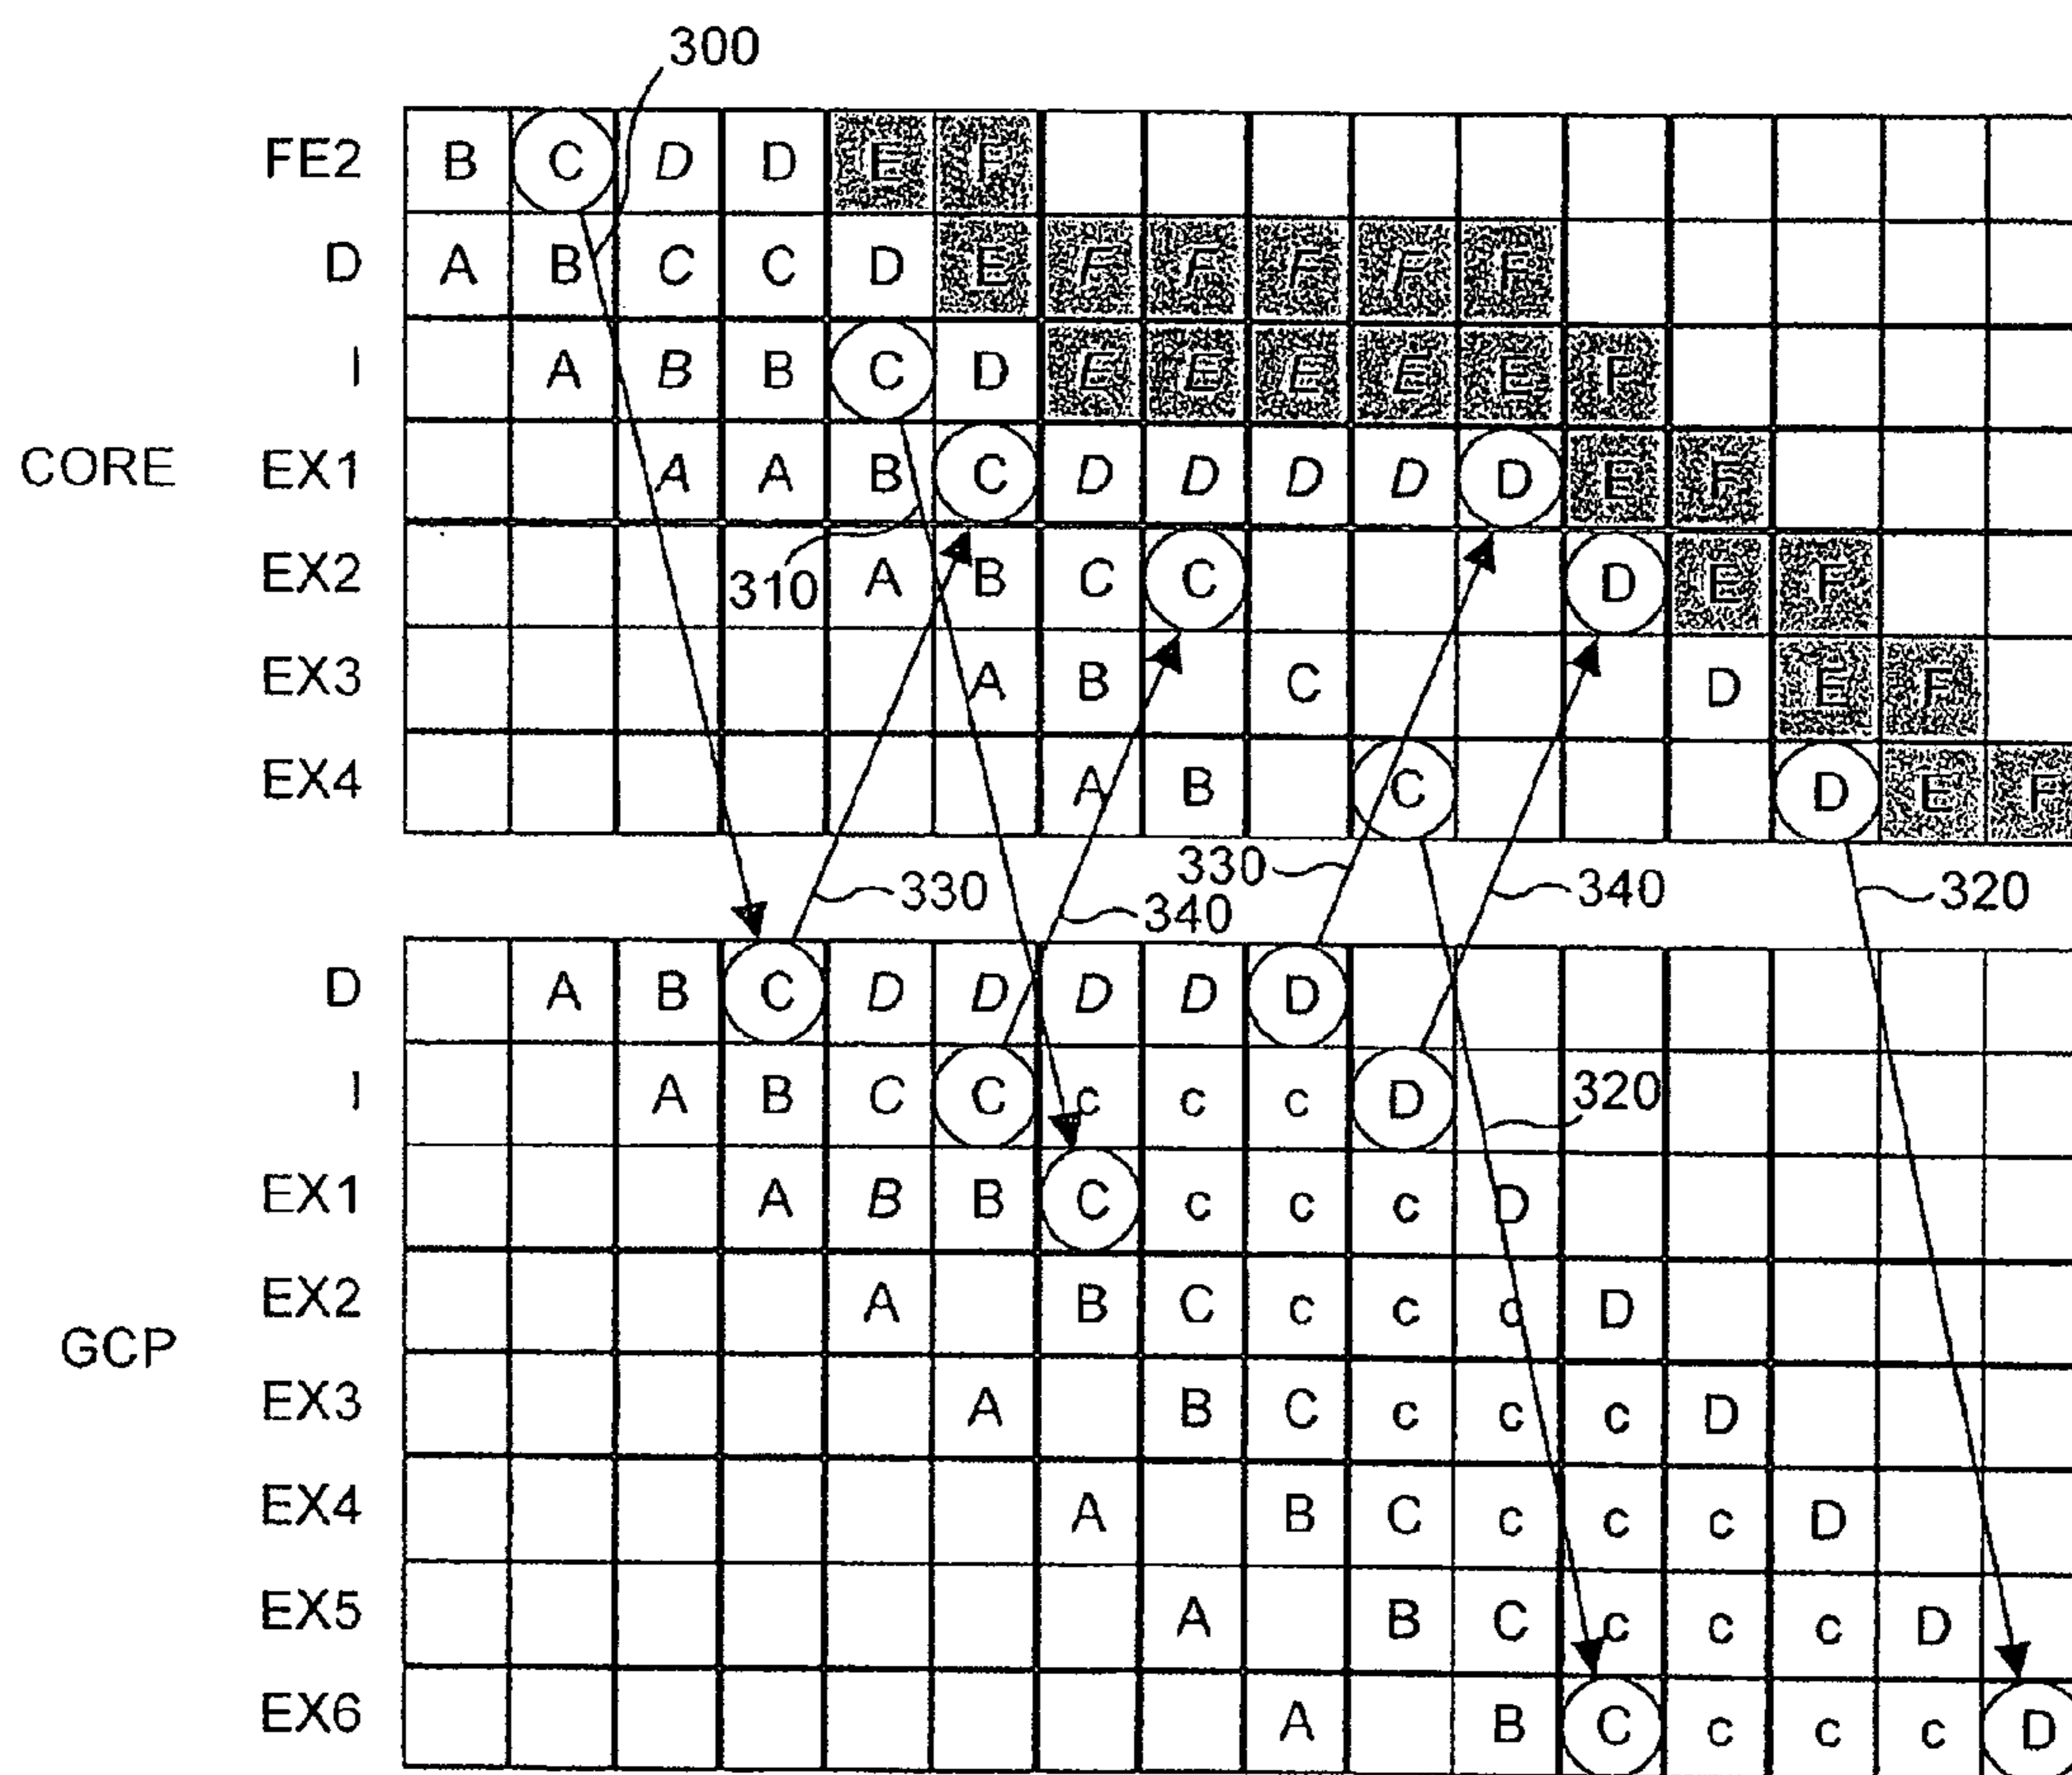 300
FE2 B C D D E F
D A B C C D E F F F F F
I A B B C D E E E E E F
CORE EX1 A A B C D D D D D E F
310
EX2 A B C C D E F
EX3 A B C D E F
EX4 A B C D E F
330 340 330 340 320
D A B C D D D D D
I A B C C c c c D 320
EX1 A B B C c c c D
EX2 A B C c c c D
GCP
EX3 A B C c c c D
EX4 A B C c c c D
EX5 A B C c c c D
EX6 A B C c c c D